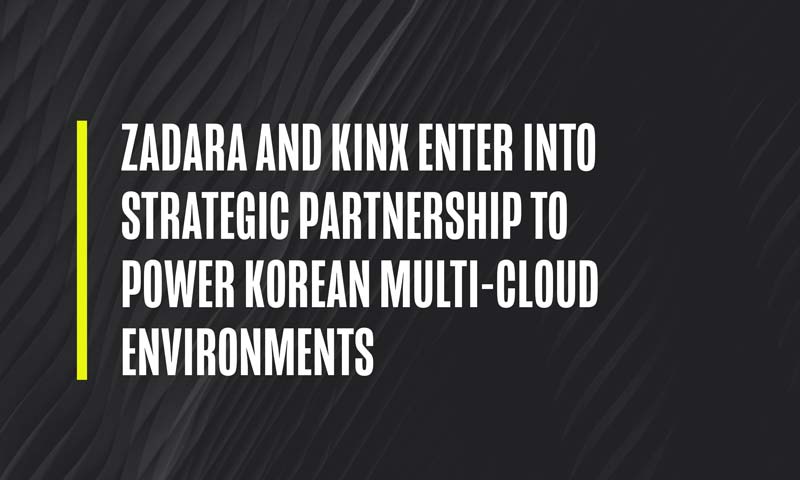 ZADARA AND KINX ENTER INTO
STRATEGIC PARTNERSHIP TO
POWER KOREAN MULTI-CLOUD
ENVIRONMENTS